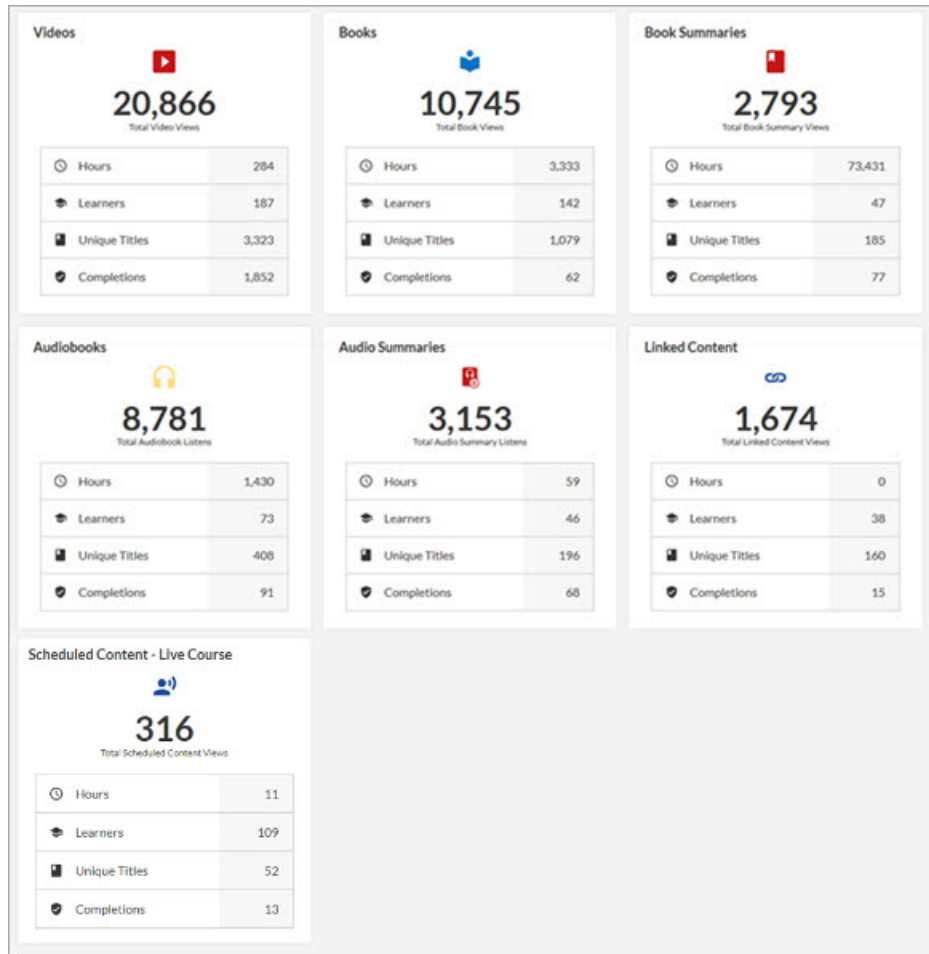 Videos
20,866
Total Video Views
Hours 284
Learners 187
Unique Titles 3,323
Completions 1,852
Books
10,745
Total Book Views
Hours 3,333
Learners 142
Unique Titles 1,079
Completions 62
Book Summaries
2,793
Total Book Summary Views
Hours 73,431
Learners 47
Unique Titles 185
Completions 77
Audiobooks
8,781
Total Audiobook Listens
Hours 1,430
Learners 73
Unique Titles 408
Completions 91
Audio Summaries
3,153
Total Audio Summary Listens
Hours 59
Learners 46
Unique Titles 196
Completions 68
Linked Content
1,674
Total Linked Content Views
Hours 0
Learners 38
Unique Titles 160
Completions 15
Scheduled Content - Live Course
316
Total Scheduled Content Views
Hours 11
Learners 109
Unique Titles 52
Completions 13